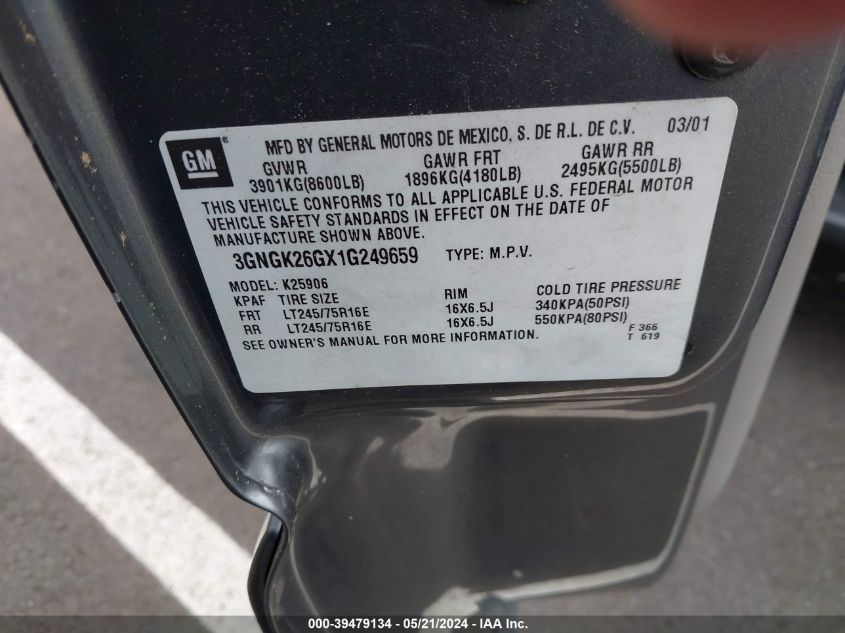 GM
MFD BY GENERAL MOTORS DE MEXICO, S. DE R.L. DE C.V. 03/01
GVWR GAWR FRT GAWR RR
3901KG(8600LB) 1896KG(4180LB) 2495KG(5500LB)
THIS VEHICLE CONFORMS TO ALL APPLICABLE U.S. FEDERAL MOTOR
VEHICLE SAFETY STANDARDS IN EFFECT ON THE DATE OF
MANUFACTURE SHOWN ABOVE.
3GNGK26GX1G249659 TYPE: M.P.V.
MODEL: K25906
KPAF TIRE SIZE RIM COLD TIRE PRESSURE
FRT LT245/75R16E 16X6.5J 340KPA(50PSI)
RR LT245/75R16E 16X6.5J 550KPA(80PSI)
SEE OWNER'S MANUAL FOR MORE INFORMATION. F 366
T 619
000-39479134 - 05/21/2024 - IAA Inc.